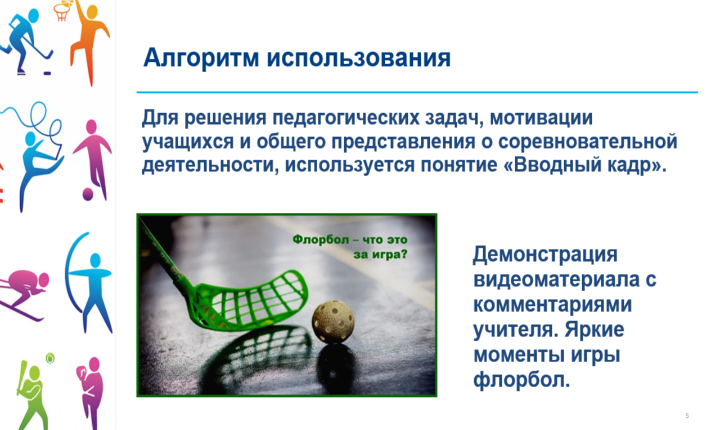 Алгоритм использования
Для решения педагогических задач, мотивации
учащихся и общего представления о соревновательной
деятельности, используется понятие «Вводный кадр».
Флорбол – что это
за игра?
Демонстрация
видеоматериала с
комментариями
учителя. Яркие
моменты игры
флорбол.
5